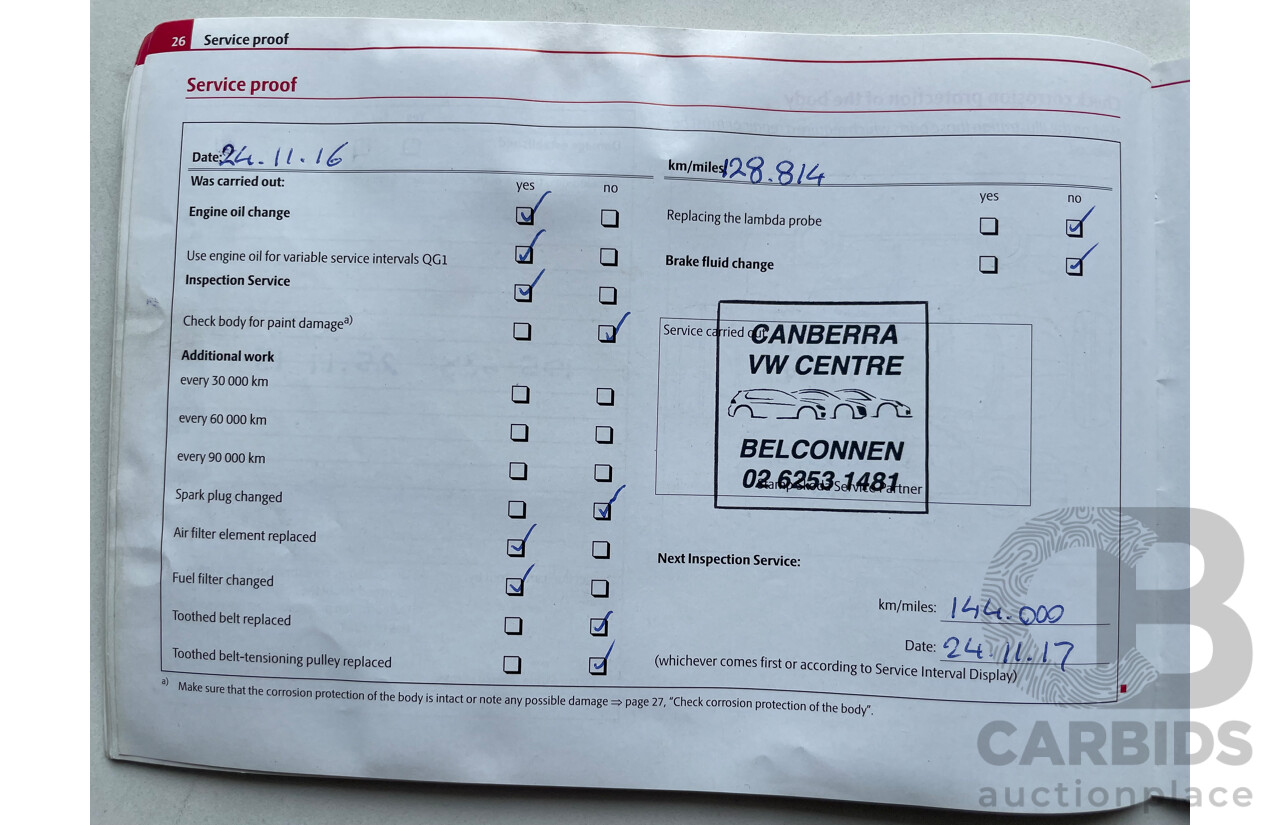 26 Service proof
Service proof
Date: 24.11.16
km/miles 128.814
Was carried out: yes no
yes no
Engine oil change
Replacing the lambda probe
Use engine oil for variable service intervals QG1
Brake fluid change
Inspection Service
Check body for paint damage a)
Service carried out
CANBERRA
VW CENTRE
BELCONNEN
02 6253 1481
Stamp Skoda Service Partner
Additional work
every 30 000 km
every 60 000 km
every 90 000 km
Spark plug changed
Air filter element replaced
Fuel filter changed
Toothed belt replaced
Toothed belt-tensioning pulley replaced
Next Inspection Service:
km/miles: 144.000
Date: 24.11.17
(whichever comes first or according to Service Interval Display)
a) Make sure that the corrosion protection of the body is intact or note any possible damage ⇒ page 27, “Check corrosion protection of the body”.
CB
CARBIDS
auctionplace